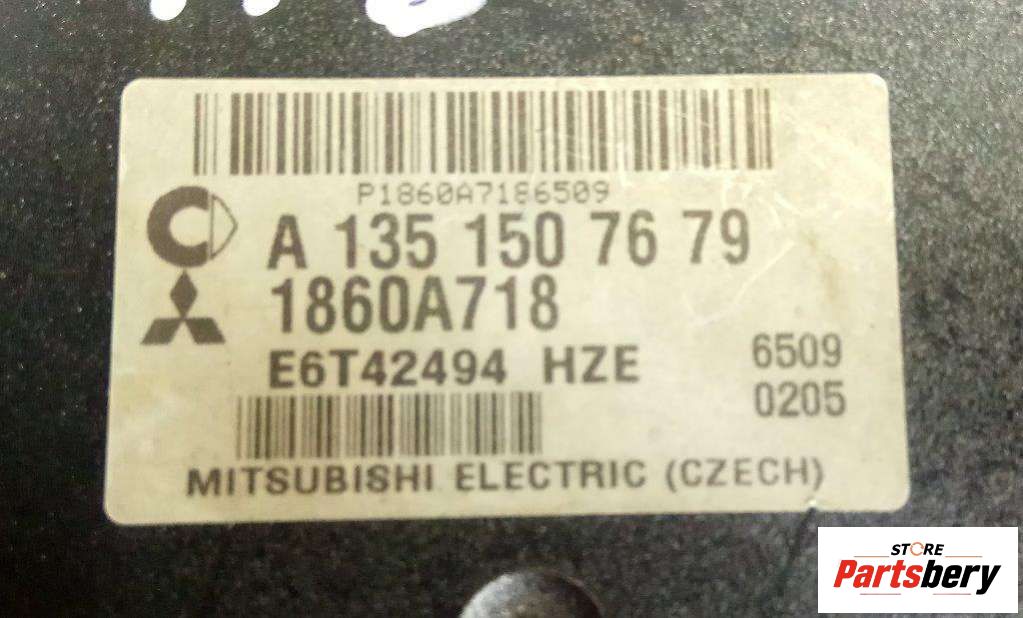 P1860A7186509
A 135 150 76 79
1860A718
E6T42494 HZE
6509
0205
MITSUBISHI ELECTRIC (CZECH)
STORE
Partsbery